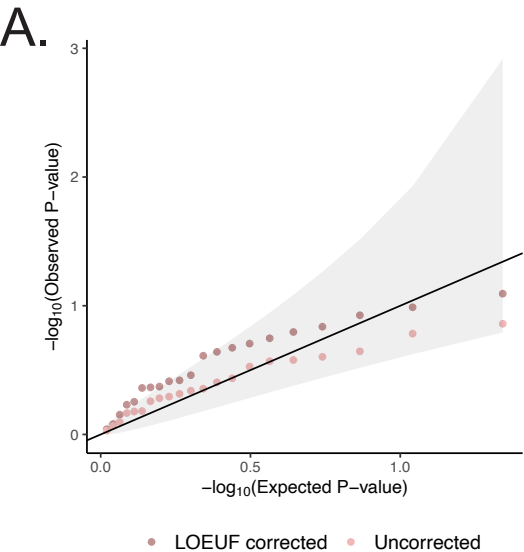 A.
3
2
1
0
−log10(Observed P−value)
0.0 0.5 1.0
−log10(Expected P−value)
LOEUF corrected Uncorrected